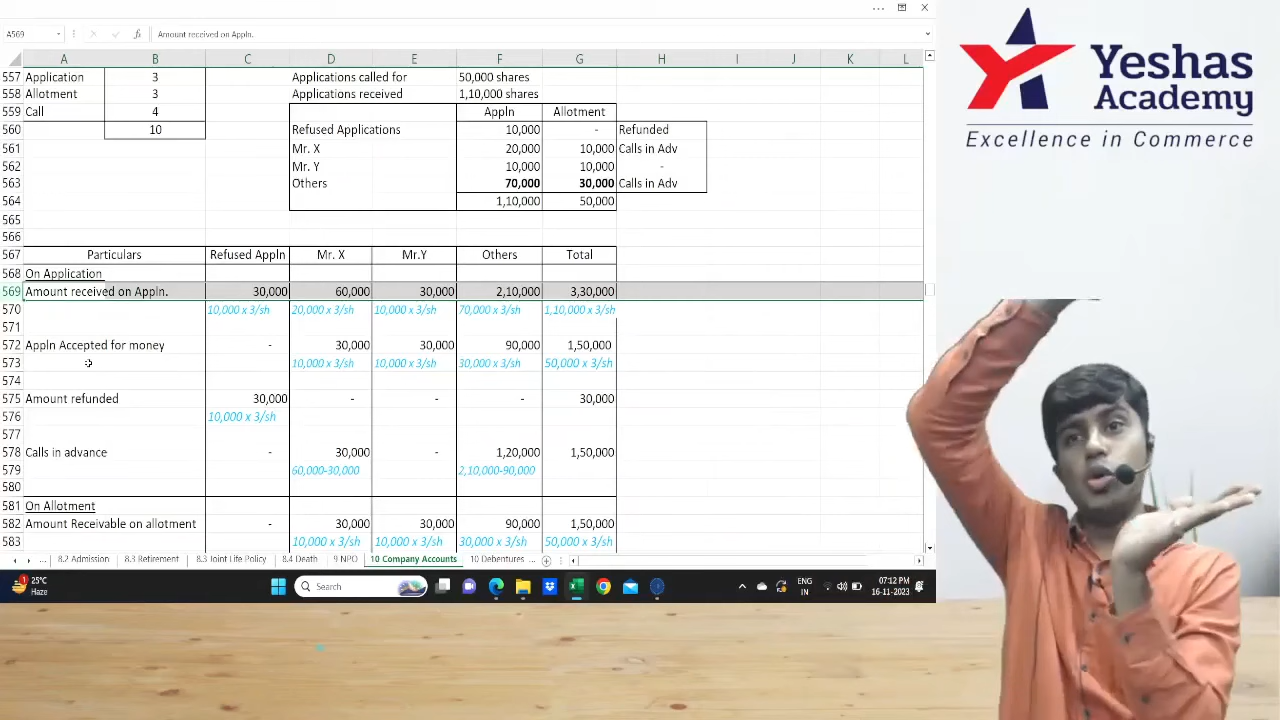 Yeshas
Academy
Excellence in Commerce
A569 Amount received on Appln.
A B C D E F G H I J K L
557 Application 3 Applications called for 50,000 shares
558 Allotment 3 Applications received 1,10,000 shares
559 Call 4 Appln Allotment
560 10 Refused Applications 10,000 - Refunded
561 Mr. X 20,000 10,000 Calls in Adv
562 Mr. Y 10,000 10,000 -
563 Others 70,000 30,000 Calls in Adv
564 1,10,000 50,000
565
566
567 Particulars Refused Appln Mr. X Mr.Y Others Total
568 On Application
569 Amount received on Appln. 30,000 60,000 30,000 2,10,000 3,30,000
570 10,000 x 3/sh 20,000 x 3/sh 10,000 x 3/sh 70,000 x 3/sh 1,10,000 x 3/sh
571
572 Appln Accepted for money - 30,000 30,000 90,000 1,50,000
573 10,000 x 3/sh 10,000 x 3/sh 30,000 x 3/sh 50,000 x 3/sh
574
575 Amount refunded 30,000 - - - 30,000
576 10,000 x 3/sh
577
578 Calls in advance - 30,000 - 1,20,000 1,50,000
579 60,000-30,000 2,10,000-90,000
580
581 On Allotment
582 Amount Receivable on allotment - 30,000 30,000 90,000 1,50,000
583 10,000 x 3/sh 10,000 x 3/sh 30,000 x 3/sh 50,000 x 3/sh
... 8.2 Admission 8.3 Retirement 8.3 Joint Life Policy 8.4 Death 9 NPO 10 Company Accounts 10 Debentures ...
1 25°C Search ENG 07:12 PM
Haze IN 16-11-2023